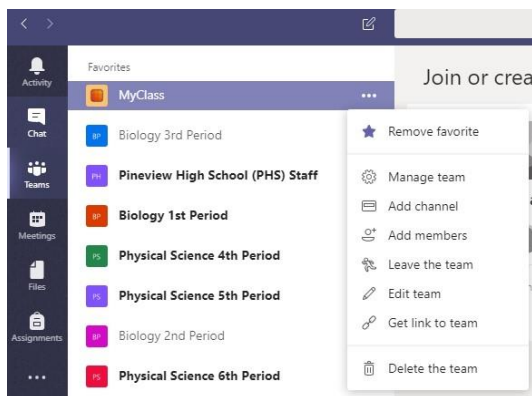 Activity
Chat
Teams
Meetings
Files
Assignments
Favorites
MyClass
BP Biology 3rd Period
PH Pineview High School (PHS) Staff
BP Biology 1st Period
PS Physical Science 4th Period
PS Physical Science 5th Period
BP Biology 2nd Period
PS Physical Science 6th Period
Join or crea
Remove favorite
Manage team
Add channel
Add members
Leave the team
Edit team
Get link to team
Delete the team